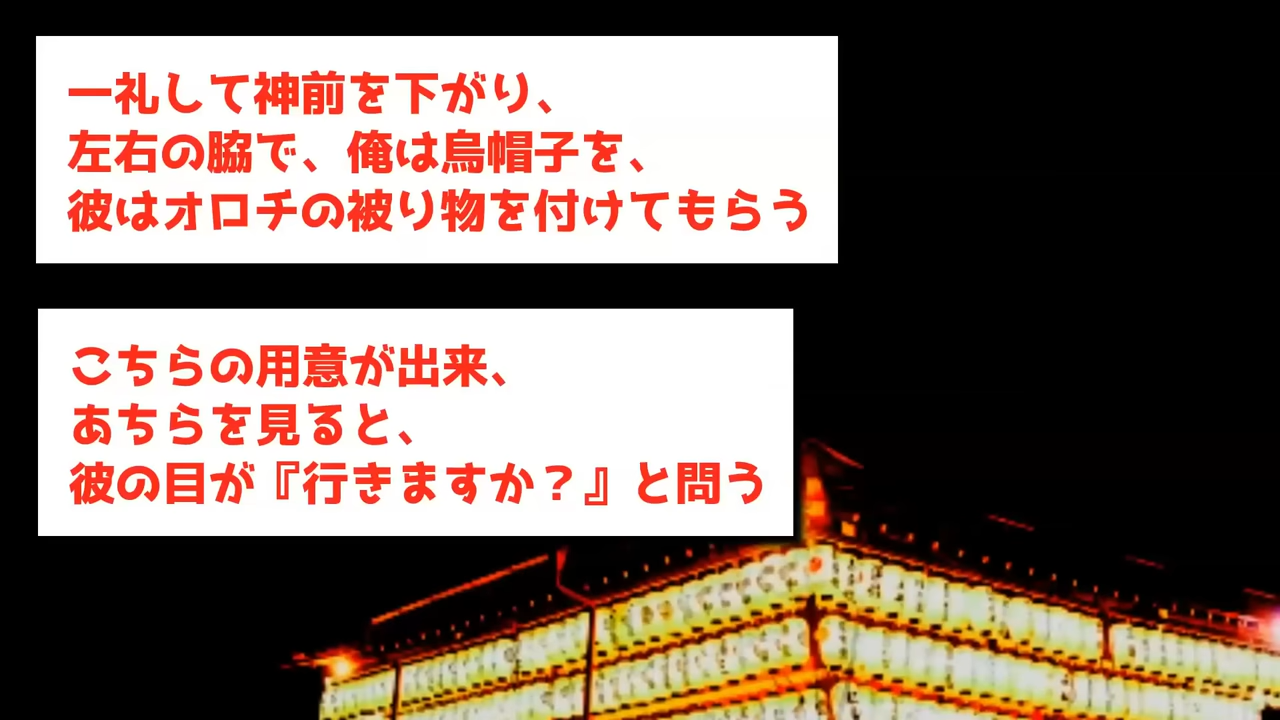 一礼して神前を下がり、
左右の脇で、俺は烏帽子を、
彼はオロチの被り物を付けてもらう
こちらの用意が出来、
あちらを見ると、
彼の目が『行きますか？』と問う